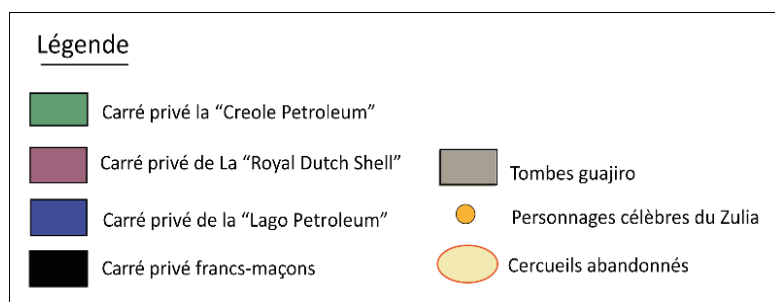 Légende
Carré privé la “Creole Petroleum”
Carré privé de La “Royal Dutch Shell”
Carré privé de la “Lago Petroleum”
Carré privé francs-maçons
Tombes guajiro
Personnages célèbres du Zulia
Cercueils abandonnés